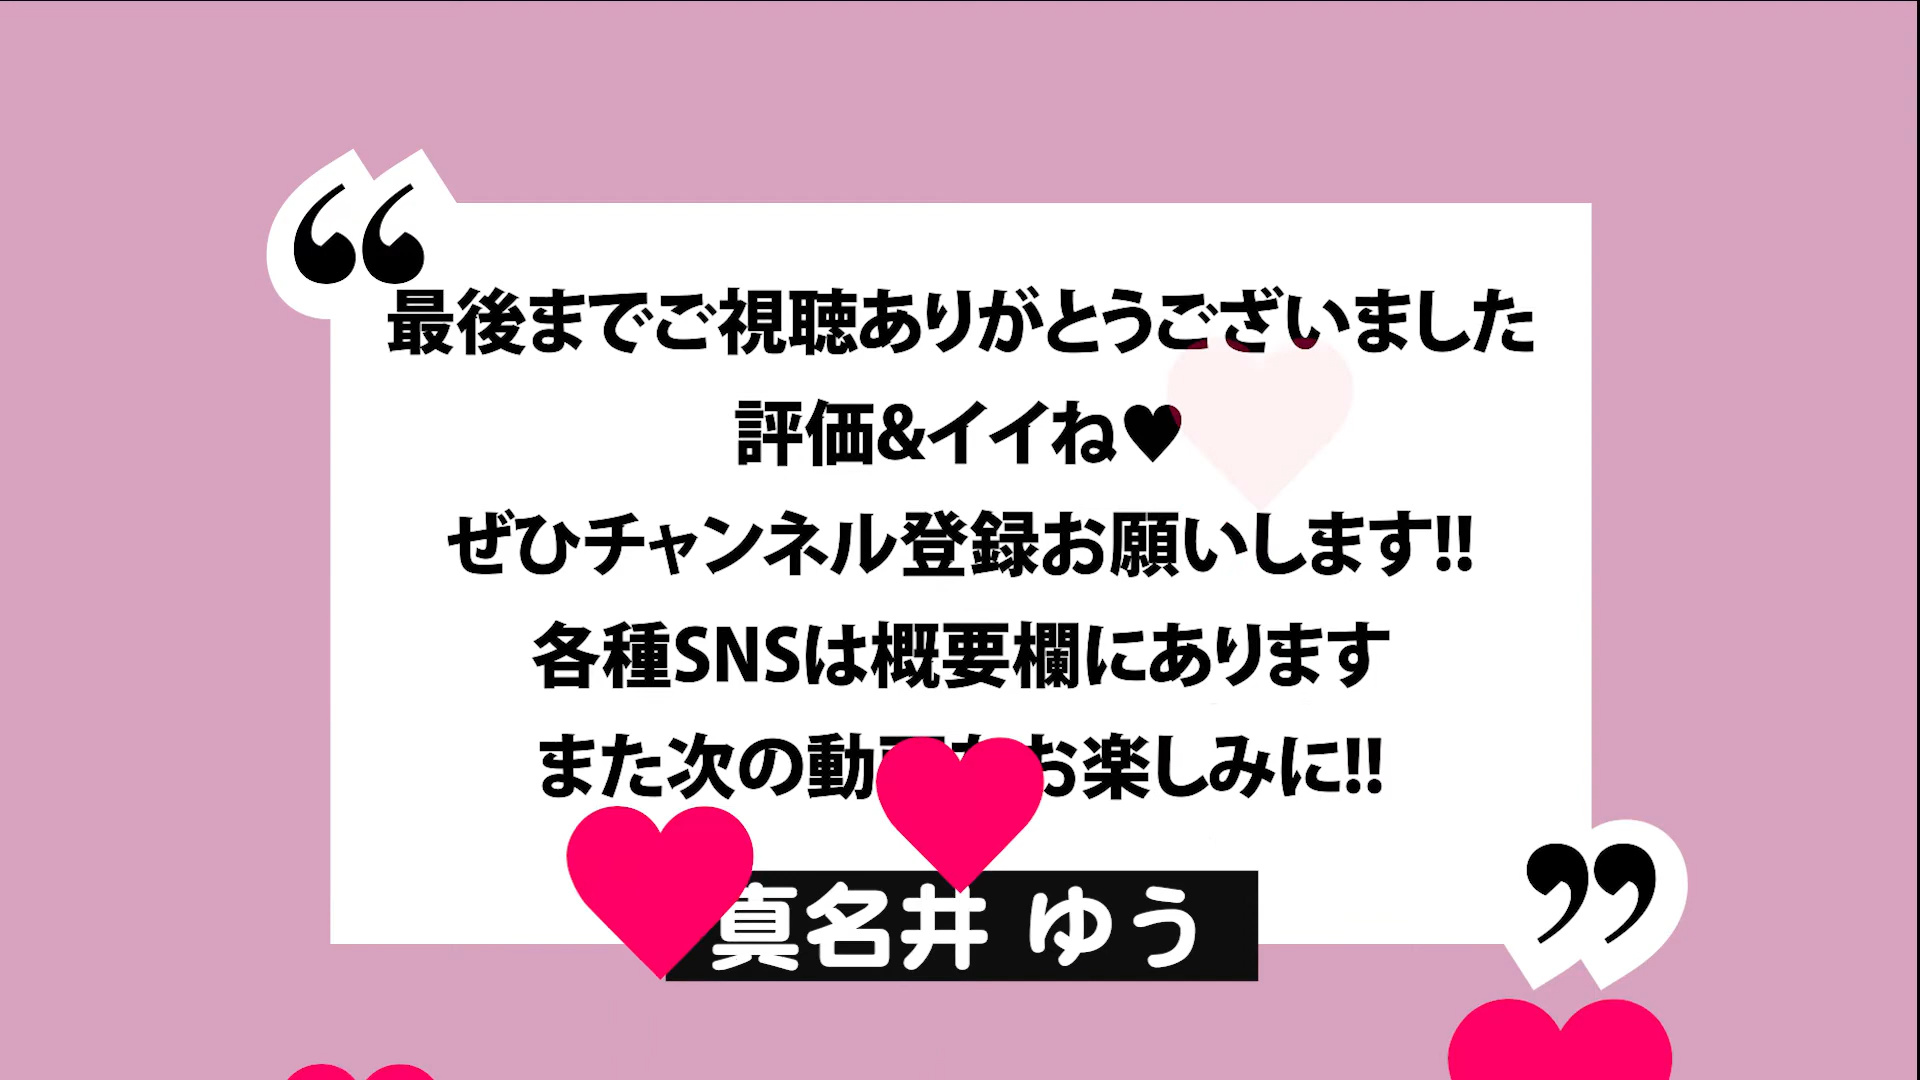 最後までご視聴ありがとうございました
評価&イイね♥
ぜひチャンネル登録お願いします!!
各種SNSは概要欄にあります
また次の動画をお楽しみに!!
真名井 ゆう